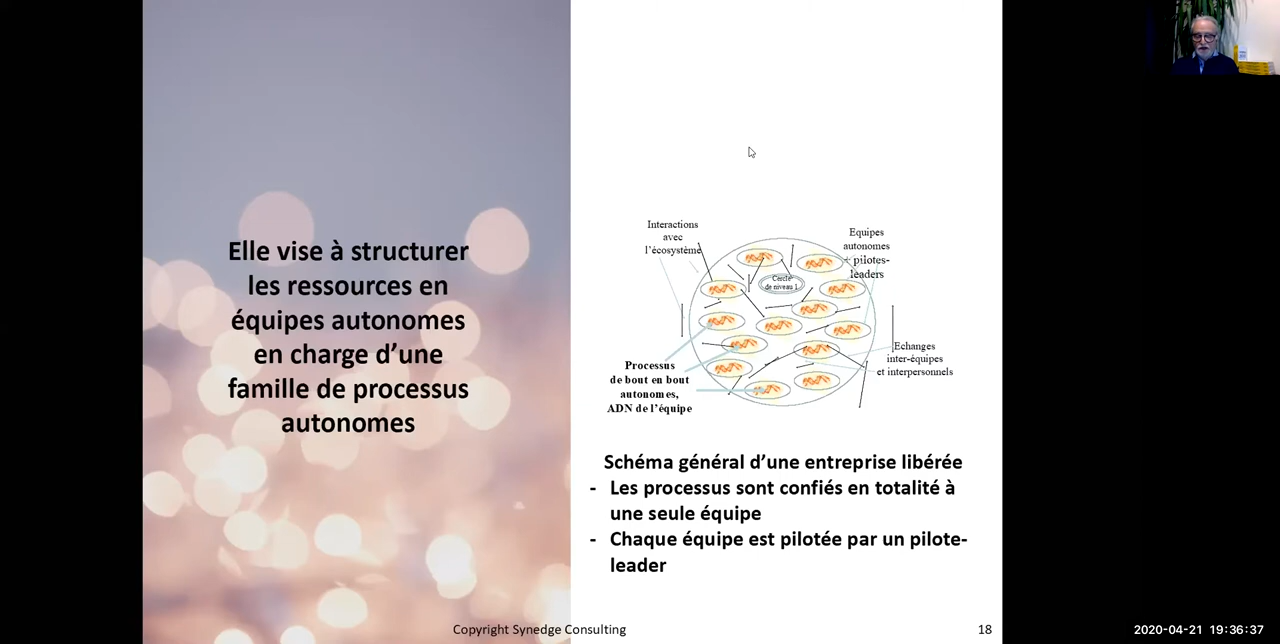 Elle vise à structurer
les ressources en
équipes autonomes
en charge d’une
famille de processus
autonomes
Interactions
avec
l’écosystème
Equipes
autonomes
+ pilotes-
leaders
Cercle
de niveau 1
Echanges
inter-équipes
et interpersonnels
Processus
de bout en bout
autonomes,
ADN de l’équipe
Schéma général d’une entreprise libérée
- Les processus sont confiés en totalité à
une seule équipe
- Chaque équipe est pilotée par un pilote-
leader
Copyright Synedge Consulting
18
2020-04-21 19:36:37